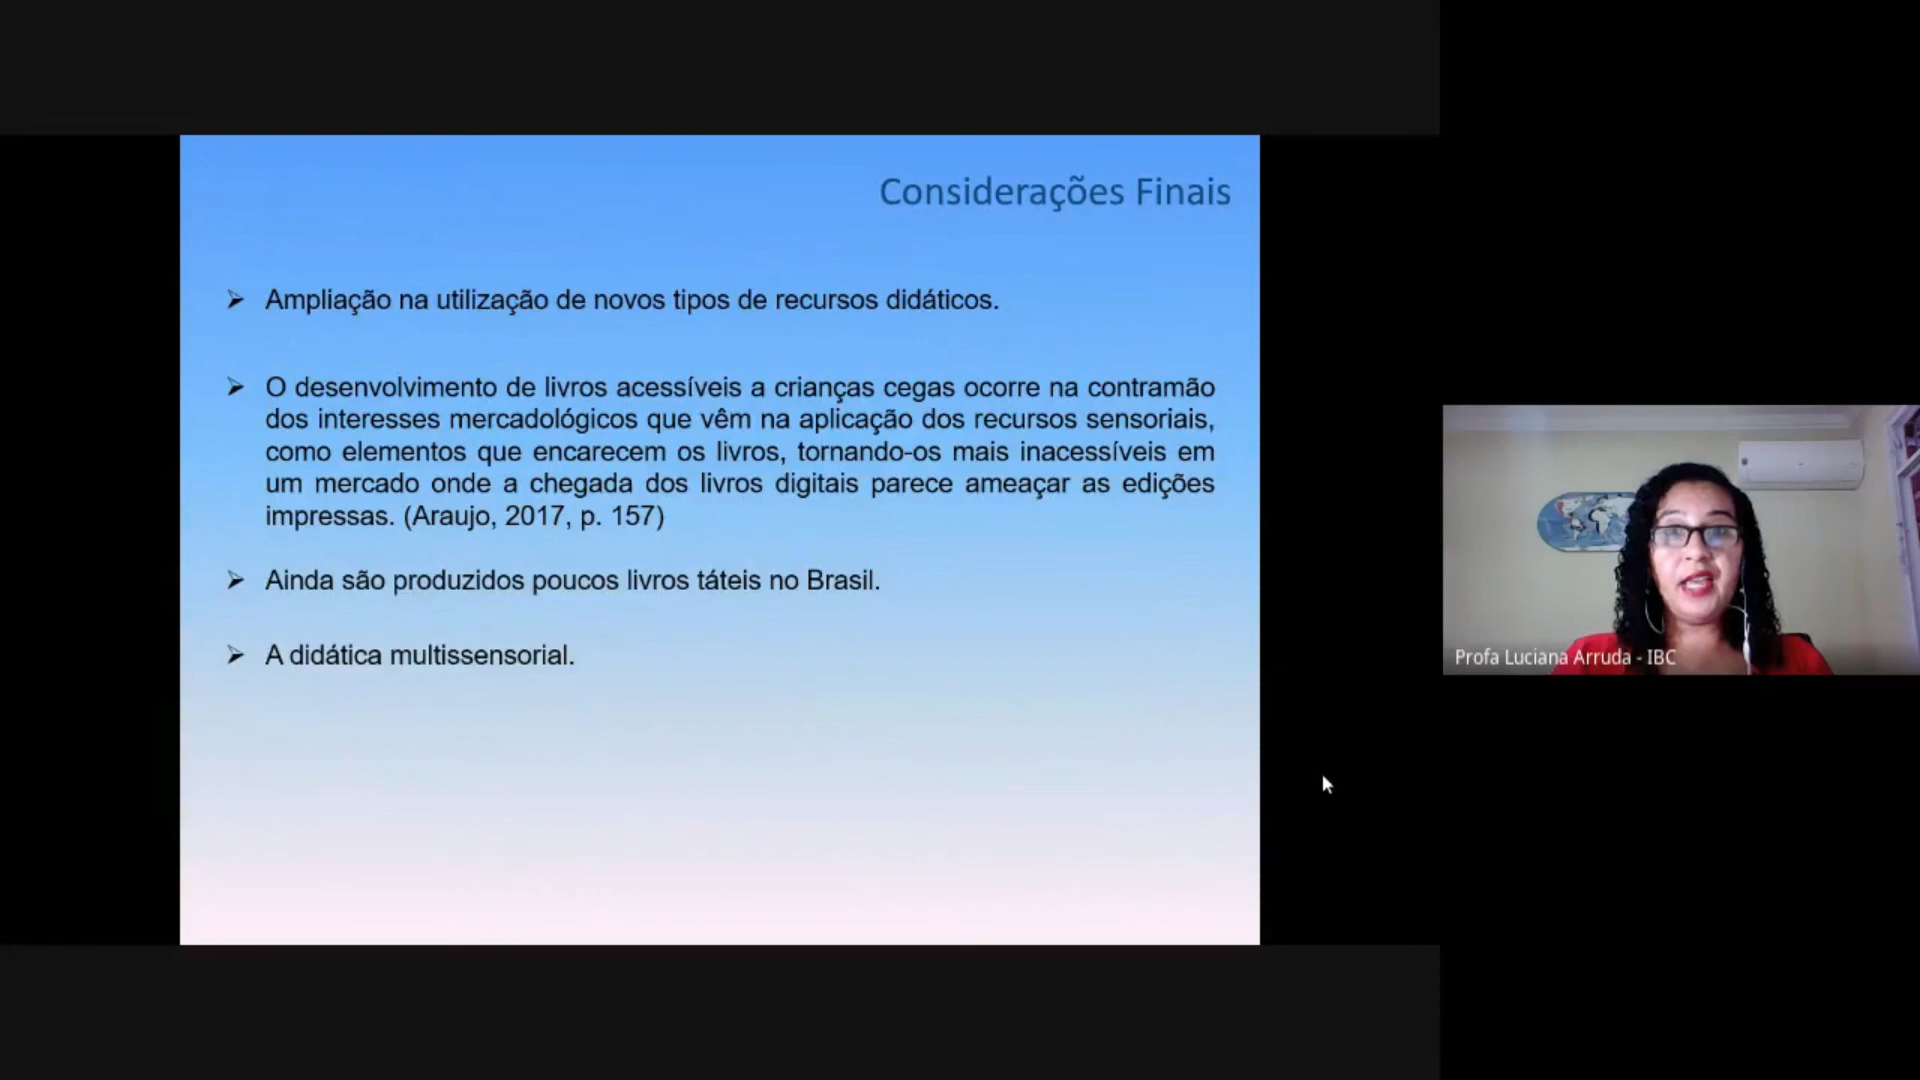 Considerações Finais
➢ Ampliação na utilização de novos tipos de recursos didáticos.
➢ O desenvolvimento de livros acessíveis a crianças cegas ocorre na contramão
dos interesses mercadológicos que vêm na aplicação dos recursos sensoriais,
como elementos que encarecem os livros, tornando-os mais inacessíveis em
um mercado onde a chegada dos livros digitais parece ameaçar as edições
impressas. (Araujo, 2017, p. 157)
➢ Ainda são produzidos poucos livros táteis no Brasil.
➢ A didática multissensorial.
Profa Luciana Arruda - IBC